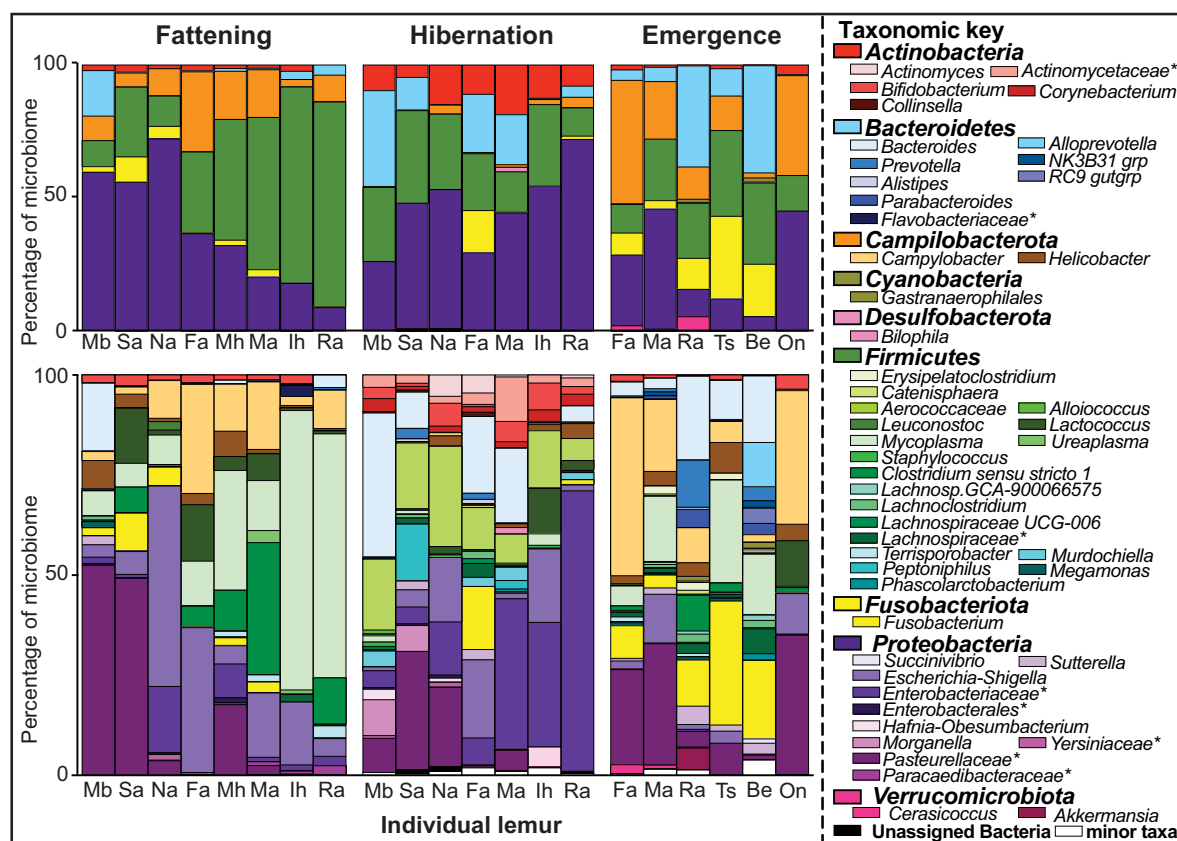 Fattening Hibernation Emergence
Percentage of microbiome
100
50
0
Mb Sa Na Fa Mh Ma Ih Ra
Mb Sa Na Fa Ma Ih Ra
Fa Ma Ra Ts Be On
Percentage of microbiome
100
50
0
Mb Sa Na Fa Mh Ma Ih Ra
Mb Sa Na Fa Ma Ih Ra
Fa Ma Ra Ts Be On
Individual lemur
Taxonomic key
Actinobacteria
Actinomyces Actinomycetaceae*
Bifidobacterium Corynebacterium
Collinsella
Bacteroidetes
Bacteroides Alloprevotella
Prevotella NK3B31 grp
Alistipes RC9 gutgrp
Parabacteroides
Flavobacteriaceae*
Campilobacterota
Campylobacter Helicobacter
Cyanobacteria
Gastranaerophilales
Desulfobacterota
Bilophila
Firmicutes
Erysipelatoclostridium
Catenisphaera
Aerococcaceae Alloiococcus
Leuconostoc Lactococcus
Mycoplasma Ureaplasma
Staphylococcus
Clostridium sensu stricto 1
Lachnosp.GCA-900066575
Lachnoclostridium
Lachnospiraceae UCG-006
Lachnospiraceae*
Terrisporobacter Murdochiella
Peptoniphilus Megamonas
Phascolarctobacterium
Fusobacteriota
Fusobacterium
Proteobacteria
Succinivibrio Sutterella
Escherichia-Shigella
Enterobacteriaceae*
Enterobacterales*
Hafnia-Obesumbacterium
Morganella Yersiniaceae*
Pasteurellaceae*
Paracaedibacteraceae*
Verrucomicrobiota
Cerasicoccus Akkermansia
Unassigned Bacteria minor taxa